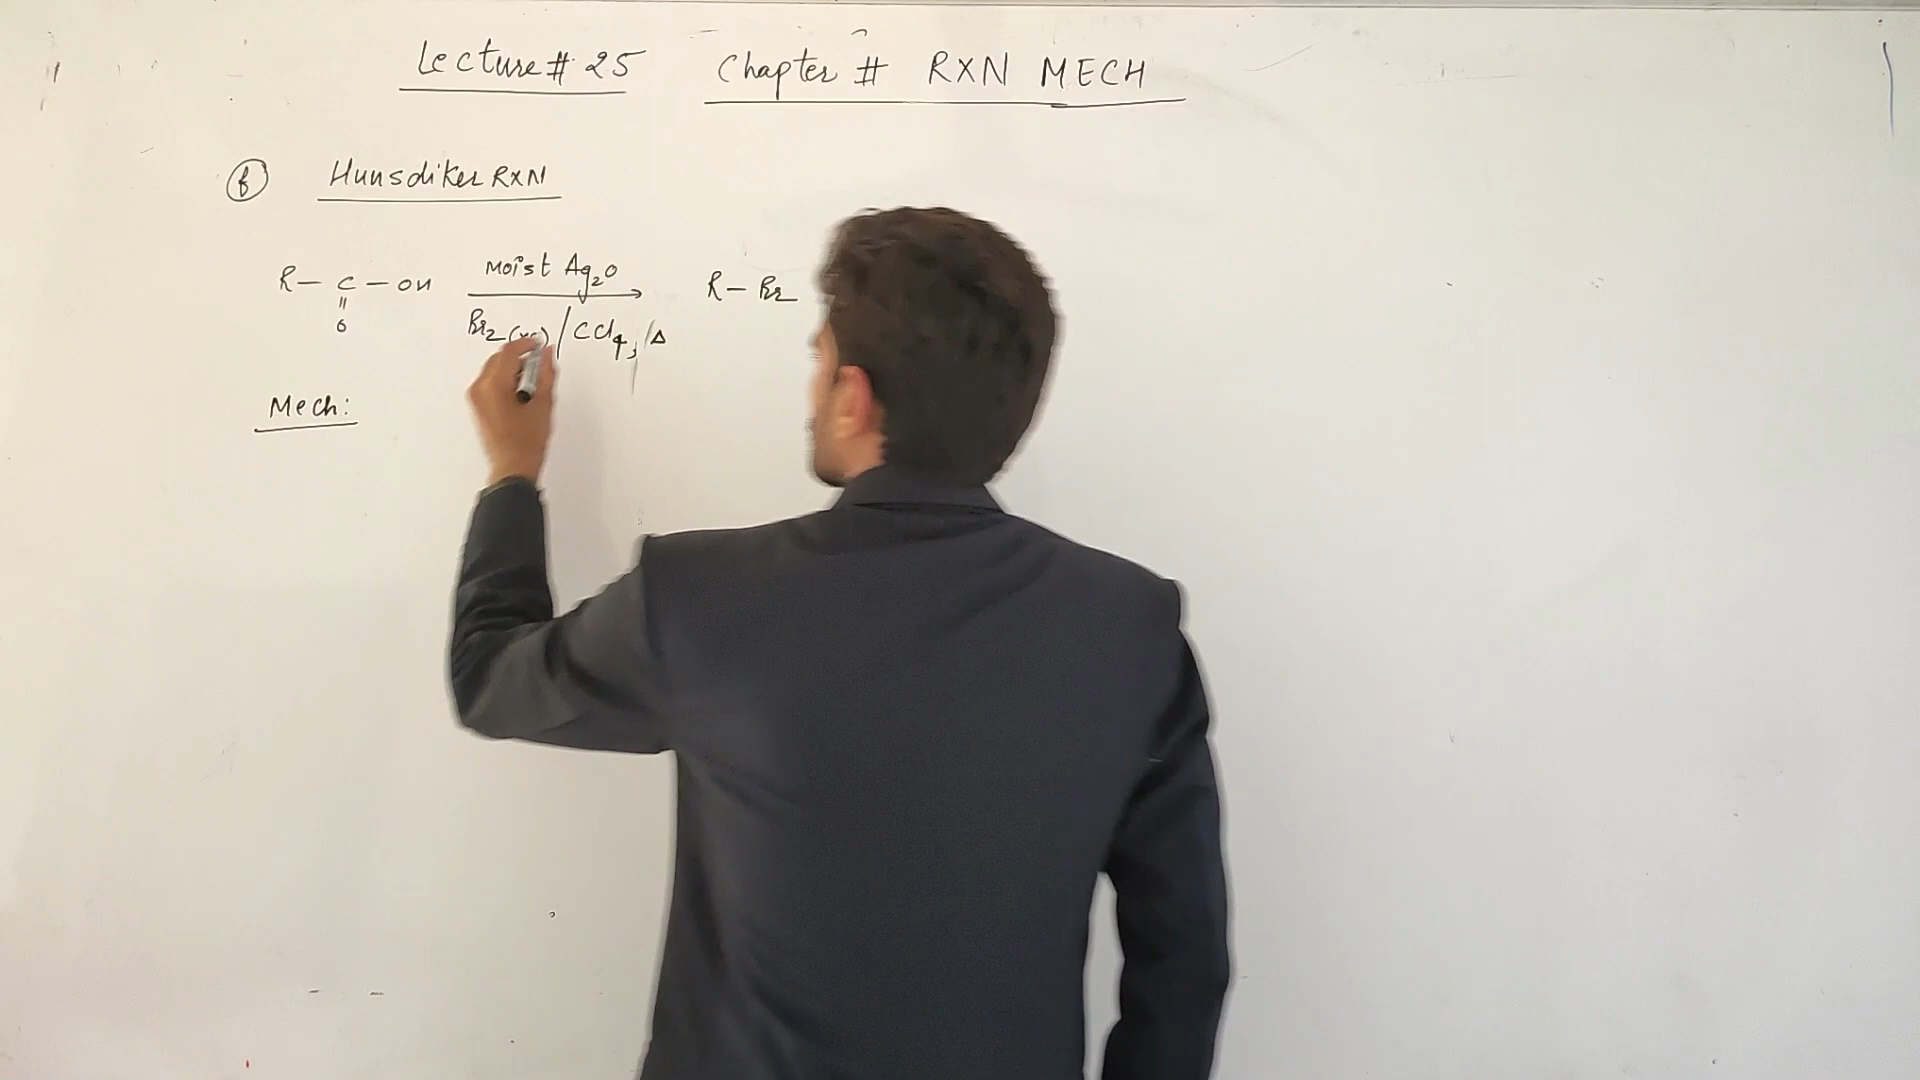 Lecture # 25 Chapter # RXN MECH
f Hunsdiker RXN
R – C – OH moist Ag2O R – Br
O Br2 (xs) / CCl4, / Δ
Mech: